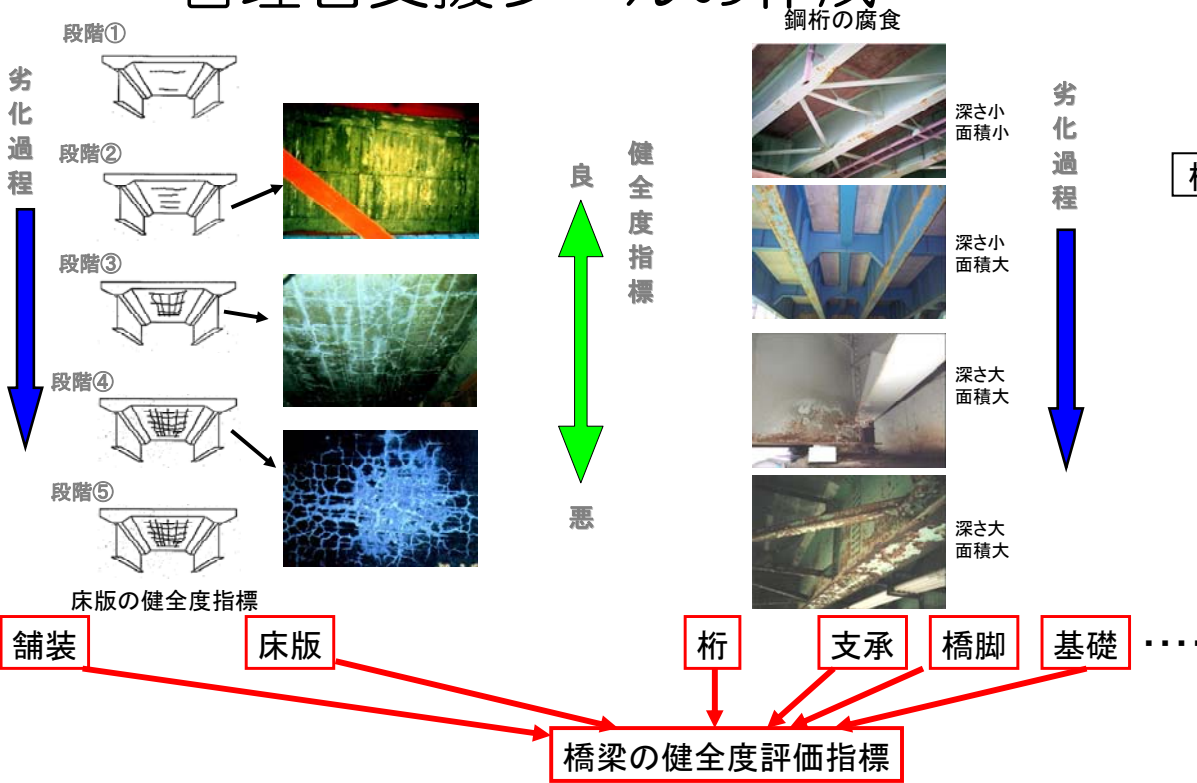 鋼桁の腐食
段階①
劣化過程
段階②
段階③
段階④
段階⑤
床版の健全度指標
良
健全度指標
悪
深さ小
面積小
深さ小
面積大
深さ大
面積大
深さ大
面積大
劣化過程
舗装
床版
桁
支承
橋脚
基礎
・・・・
橋梁の健全度評価指標